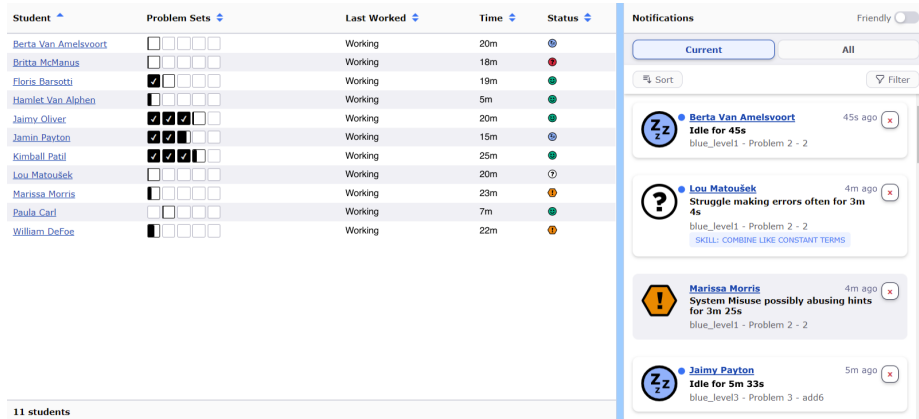 Student Problem Sets Last Worked Time Status
Berta Van Amelsvoort Working 20m
Britta McManus Working 18m
Floris Barsotti Working 19m
Hamlet Van Alphen Working 5m
Jaimy Oliver Working 20m
Jamin Payton Working 15m
Kimball Patil Working 25m
Lou Matoušek Working 20m
Marissa Morris Working 23m
Paula Carl Working 7m
William DeFoe Working 22m
11 students
Notifications Friendly
Current All
Sort Filter
Berta Van Amelsvoort 45s ago x
Idle for 45s
blue_level1 - Problem 2 - 2
Lou Matoušek 4m ago x
Struggle making errors often for 3m
4s
blue_level1 - Problem 2 - 2
SKILL: COMBINE LIKE CONSTANT TERMS
Marissa Morris 4m ago x
System Misuse possibly abusing hints
for 3m 25s
blue_level1 - Problem 2 - 2
Jaimy Payton 5m ago x
Idle for 5m 33s
blue_level3 - Problem 3 - add6